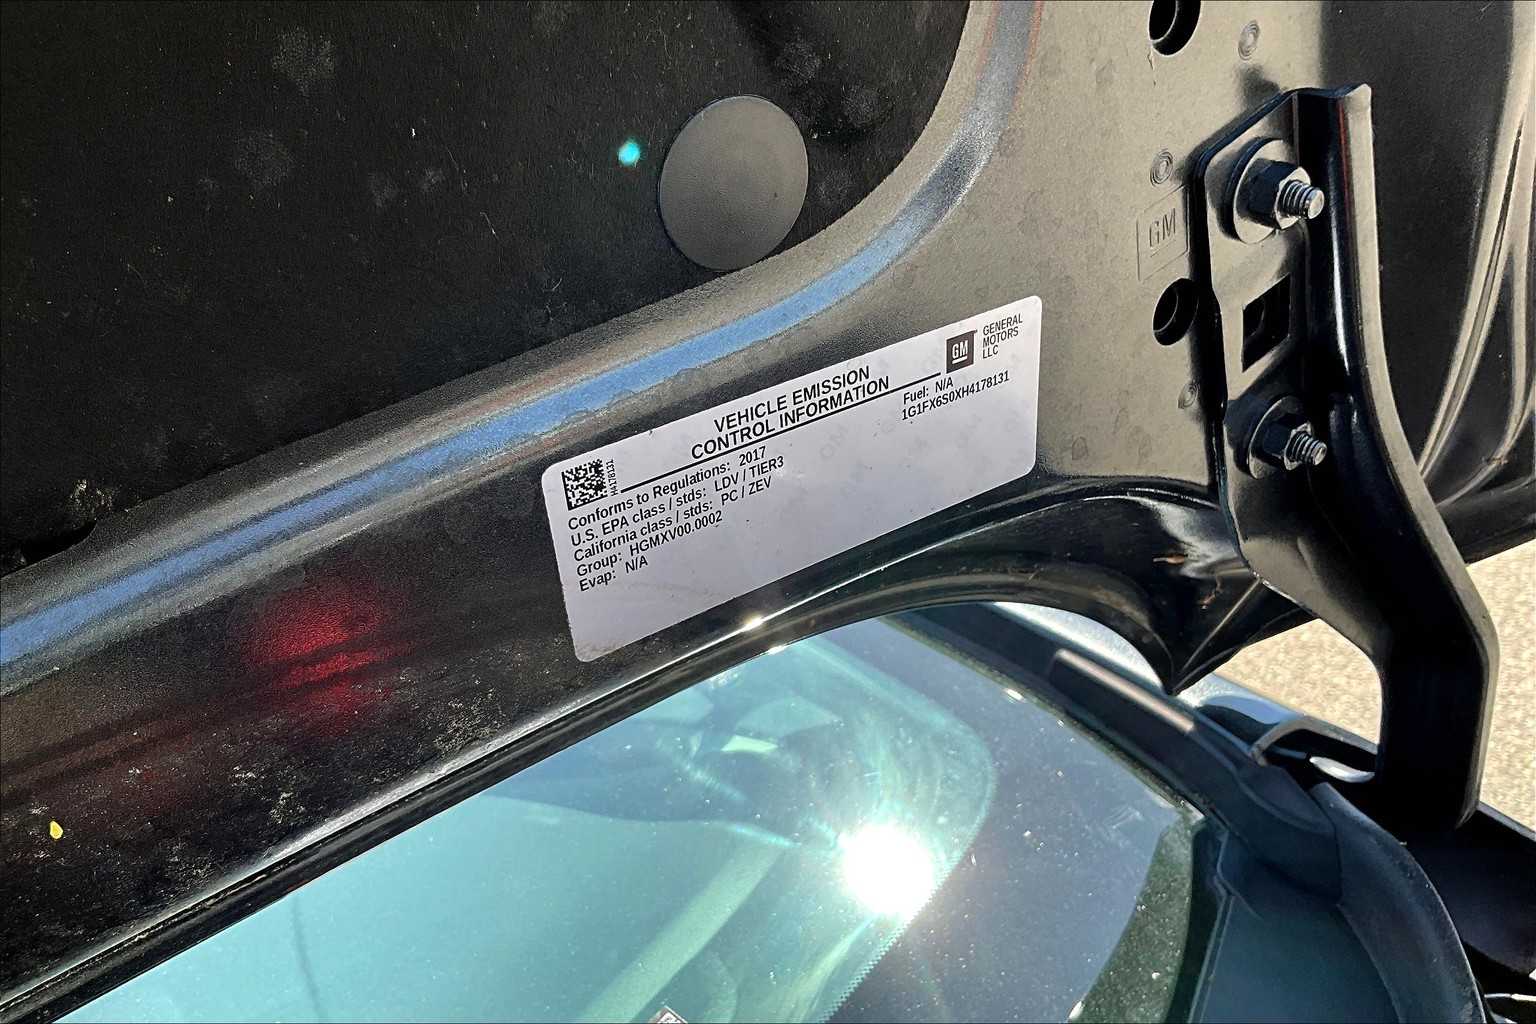 GM
GM
GENERAL
MOTORS
LLC
VEHICLE EMISSION
CONTROL INFORMATION
Fuel: N/A
1G1FX6S0XH4178131
H4178131
Conforms to Regulations: 2017
U.S. EPA class / stds: LDV / TIER3
California class / stds: PC / ZEV
Group: HGMXV00.0002
Evap: N/A